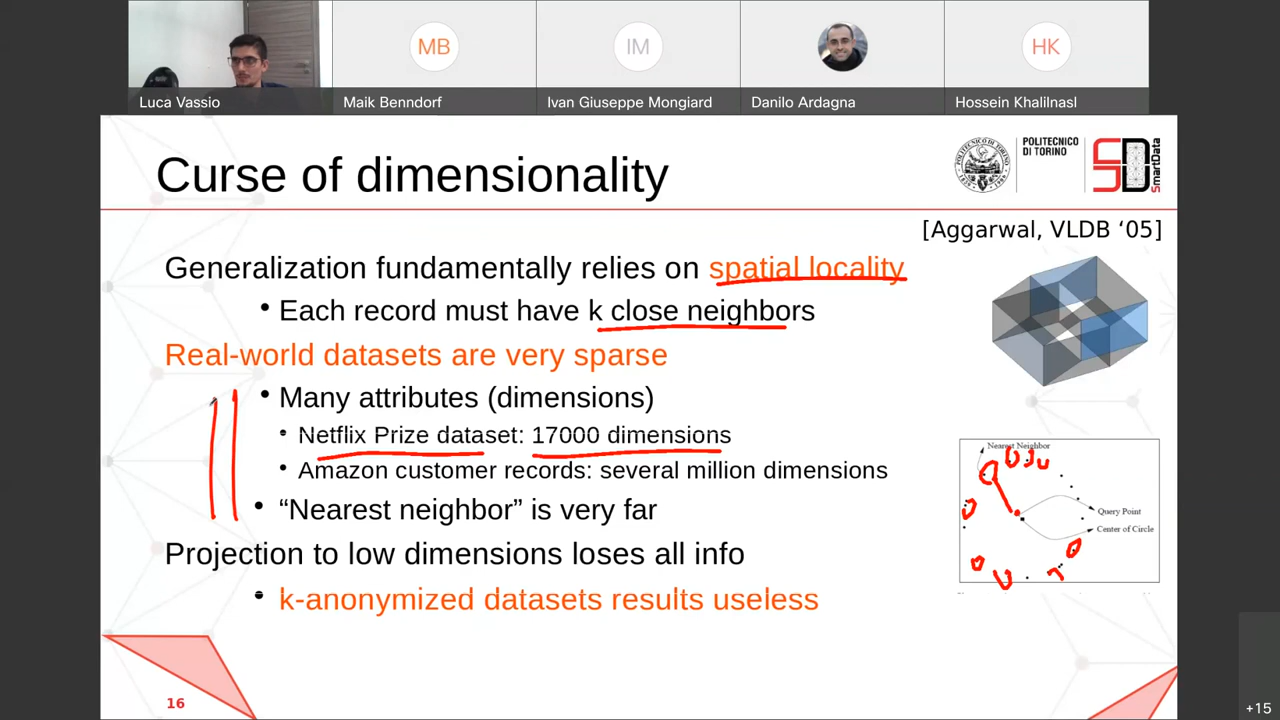 MB
IM
HK
Luca Vassio
Maik Benndorf
Ivan Giuseppe Mongiard
Danilo Ardagna
Hossein Khalilnasl
Curse of dimensionality
POLITECNICO
DI TORINO
SD
SmartData
[Aggarwal, VLDB ‘05]
Generalization fundamentally relies on spatial locality
• Each record must have k close neighbors
Real-world datasets are very sparse
• Many attributes (dimensions)
• Netflix Prize dataset: 17000 dimensions
• Amazon customer records: several million dimensions
• “Nearest neighbor” is very far
Nearest Neighbor
Query Point
Center of Circle
Projection to low dimensions loses all info
• k-anonymized datasets results useless
16
+15